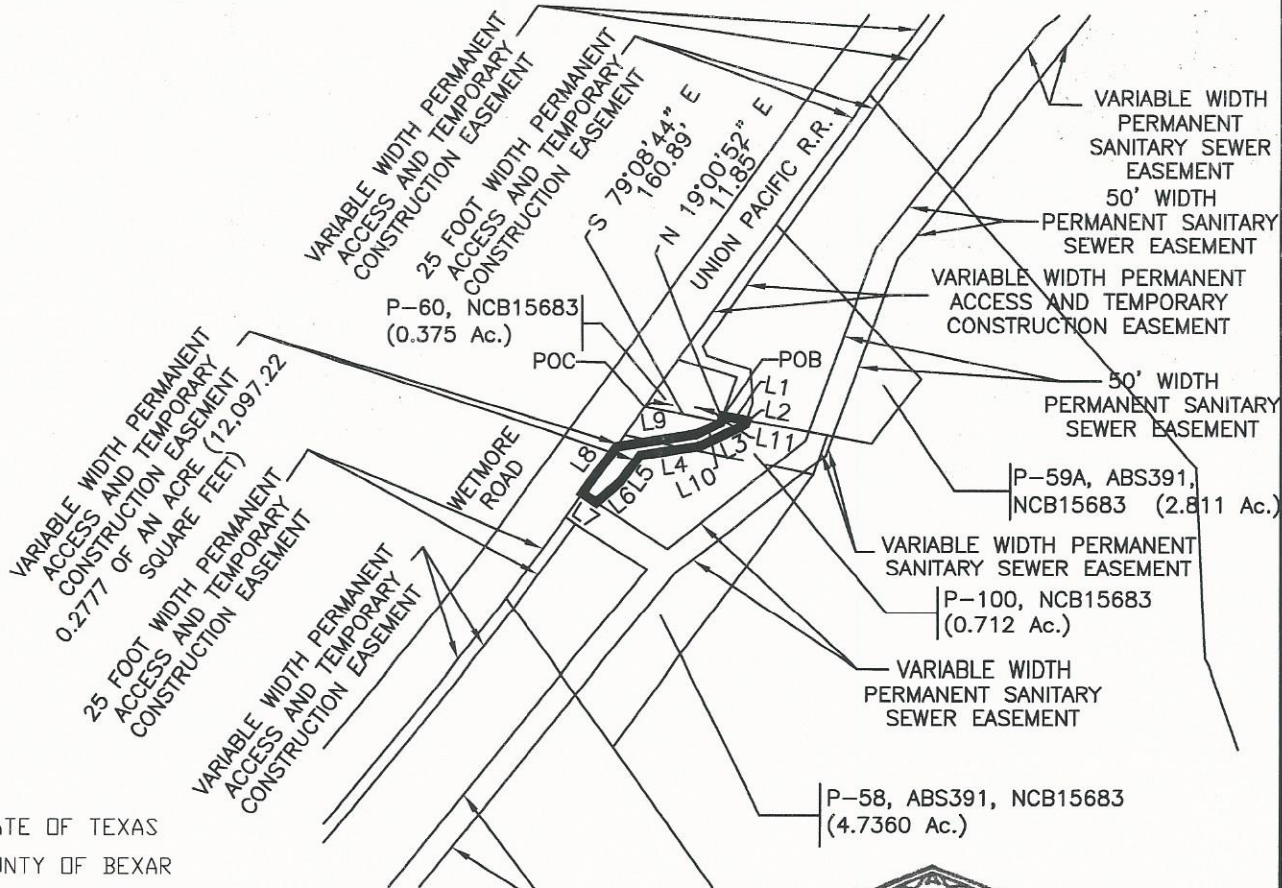 VARIABLE WIDTH PERMANENT
ACCESS AND TEMPORARY
CONSTRUCTION EASEMENT
25 FOOT WIDTH PERMANENT
ACCESS AND TEMPORARY
CONSTRUCTION EASEMENT
S 79°08'44" E
160.89'
N 19°00'52" E
11.85'
UNION PACIFIC R.R.
VARIABLE WIDTH
PERMANENT
SANITARY SEWER
EASEMENT
50' WIDTH
PERMANENT SANITARY
SEWER EASEMENT
VARIABLE WIDTH PERMANENT
ACCESS AND TEMPORARY
CONSTRUCTION EASEMENT
P-60, NCB15683
(0.375 Ac.)
POC
POB
L1
L2
L11
L3
L9
L4
L10
L8
L5
L6
L7
50' WIDTH
PERMANENT SANITARY
SEWER EASEMENT
VARIABLE WIDTH PERMANENT
ACCESS AND TEMPORARY
CONSTRUCTION EASEMENT
0.2777 OF AN ACRE (12,097.22
SQUARE FEET)
WETMORE
ROAD
25 FOOT WIDTH PERMANENT
ACCESS AND TEMPORARY
CONSTRUCTION EASEMENT
VARIABLE WIDTH PERMANENT
ACCESS AND TEMPORARY
CONSTRUCTION EASEMENT
P-59A, ABS391,
NCB15683 (2.811 Ac.)
VARIABLE WIDTH PERMANENT
SANITARY SEWER EASEMENT
P-100, NCB15683
(0.712 Ac.)
VARIABLE WIDTH
PERMANENT SANITARY
SEWER EASEMENT
P-58, ABS391, NCB15683
(4.7360 Ac.)
ATE OF TEXAS
UNTY OF BEXAR